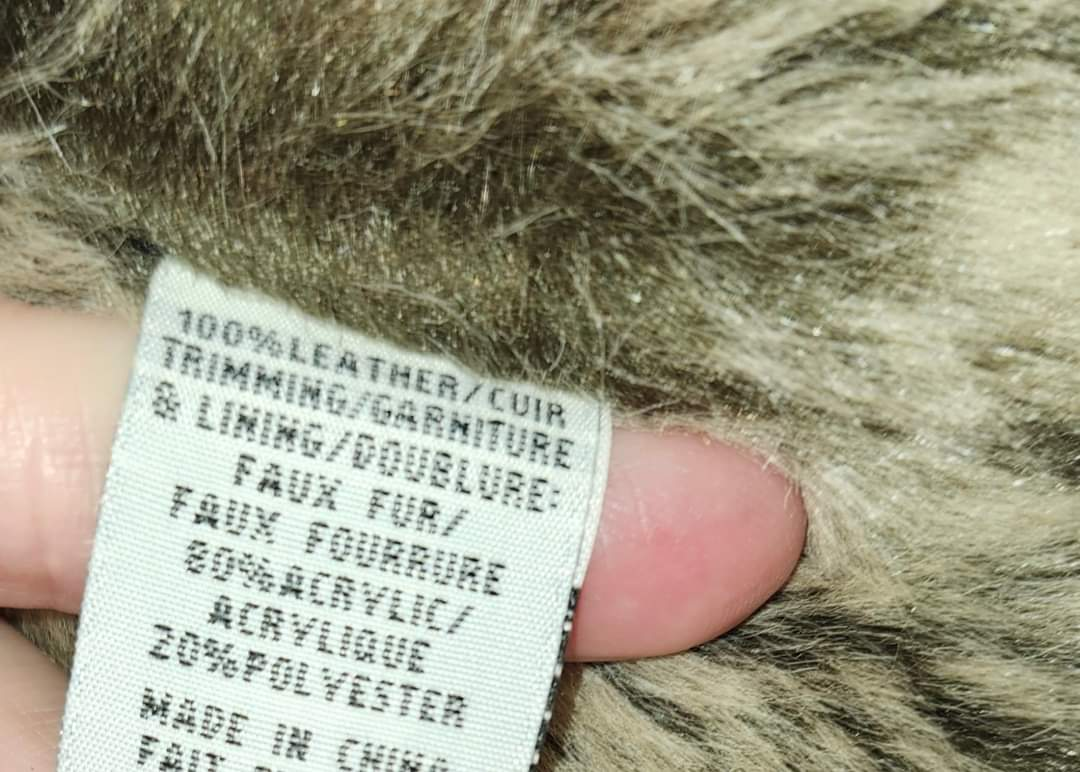 100%LEATHER/CUIR
TRIMMING/GARNITURE
& LINING/DOUBLURE:
FAUX FUR/
FAUX FOURRURE
80%ACRYLIC/
ACRYLIQUE
20%POLYESTER
MADE IN CHINA
FAIT